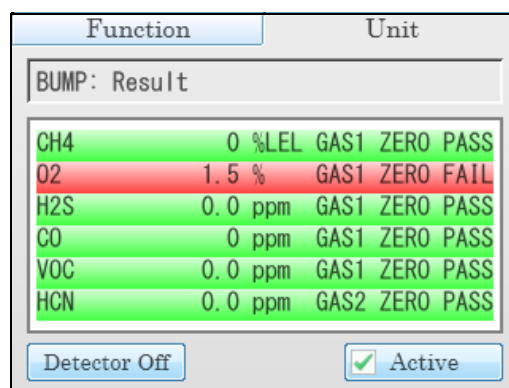 Function Unit
BUMP: Result
CH4 0 %LEL GAS1 ZERO PASS
O2 1.5 % GAS1 ZERO FAIL
H2S 0.0 ppm GAS1 ZERO PASS
CO 0 ppm GAS1 ZERO PASS
VOC 0.0 ppm GAS1 ZERO PASS
HCN 0.0 ppm GAS2 ZERO PASS
Detector Off Active